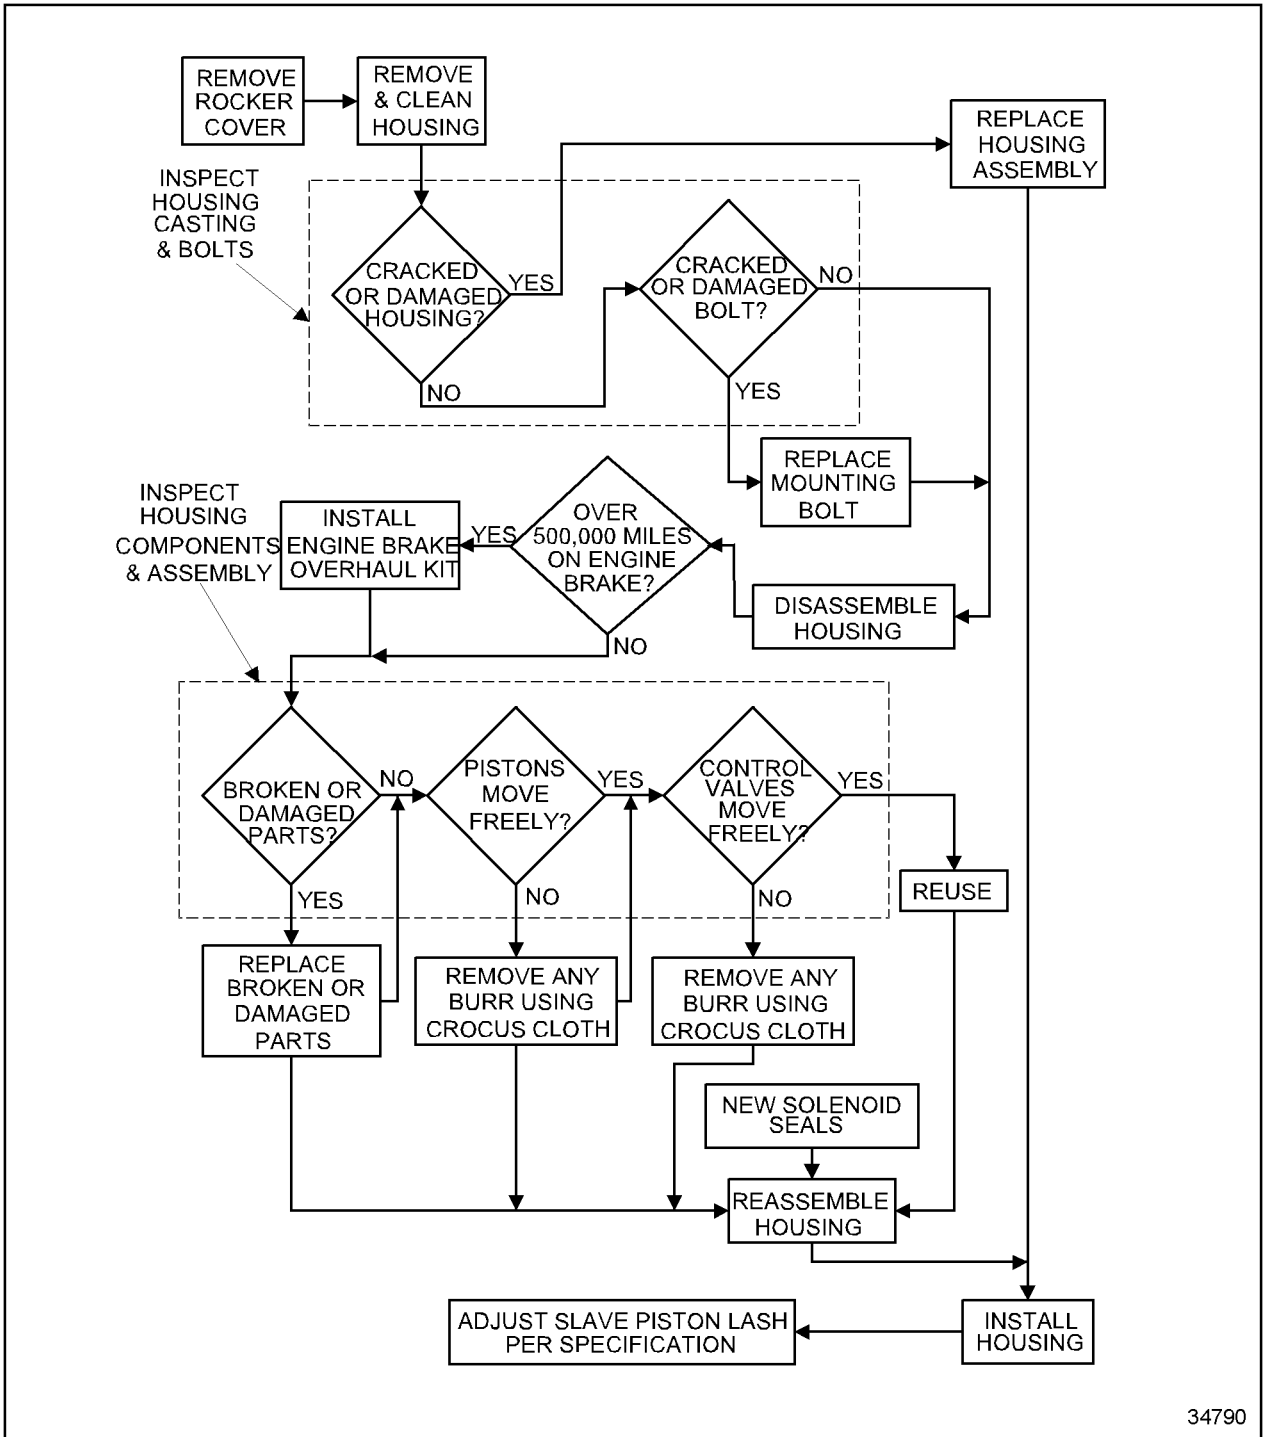 REMOVE
ROCKER
COVER
REMOVE
& CLEAN
HOUSING
REPLACE
HOUSING
ASSEMBLY
INSPECT
HOUSING
CASTING
& BOLTS
CRACKED
OR DAMAGED
HOUSING?
YES
NO
CRACKED
OR DAMAGED
BOLT?
NO
YES
REPLACE
MOUNTING
BOLT
INSPECT
HOUSING
COMPONENTS
& ASSEMBLY
INSTALL
ENGINE BRAKE
OVERHAUL KIT
YES
OVER
500,000 MILES
ON ENGINE
BRAKE?
NO
DISASSEMBLE
HOUSING
BROKEN OR
DAMAGED
PARTS?
NO
YES
PISTONS
MOVE
FREELY?
YES
NO
CONTROL
VALVES
MOVE
FREELY?
YES
NO
REUSE
REPLACE
BROKEN OR
DAMAGED
PARTS
REMOVE ANY
BURR USING
CROCUS CLOTH
REMOVE ANY
BURR USING
CROCUS CLOTH
NEW SOLENOID
SEALS
REASSEMBLE
HOUSING
ADJUST SLAVE PISTON LASH
PER SPECIFICATION
INSTALL
HOUSING
34790